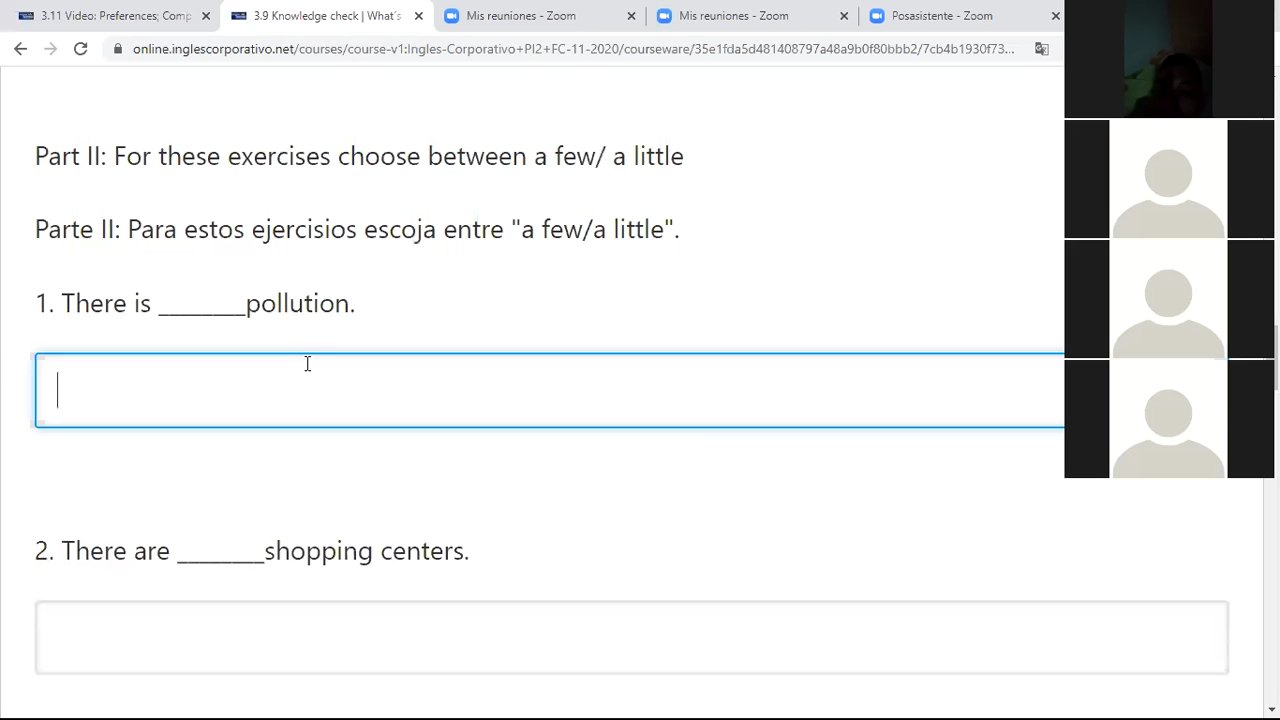 3.11 Video: Preferences; Comp
3.9 Knowledge check | What's
Mis reuniones - Zoom
Mis reuniones - Zoom
Posasistente - Zoom
online.inglescorporativo.net/courses/course-v1:Ingles-Corporativo+PI2+FC-11-2020/courseware/35e1fda5d481408797a48a9b0f80bbb2/7cb4b1930f73...
Part II: For these exercises choose between a few/ a little
Parte II: Para estos ejercisios escoja entre "a few/a little".
1. There is ________pollution.
2. There are ________shopping centers.